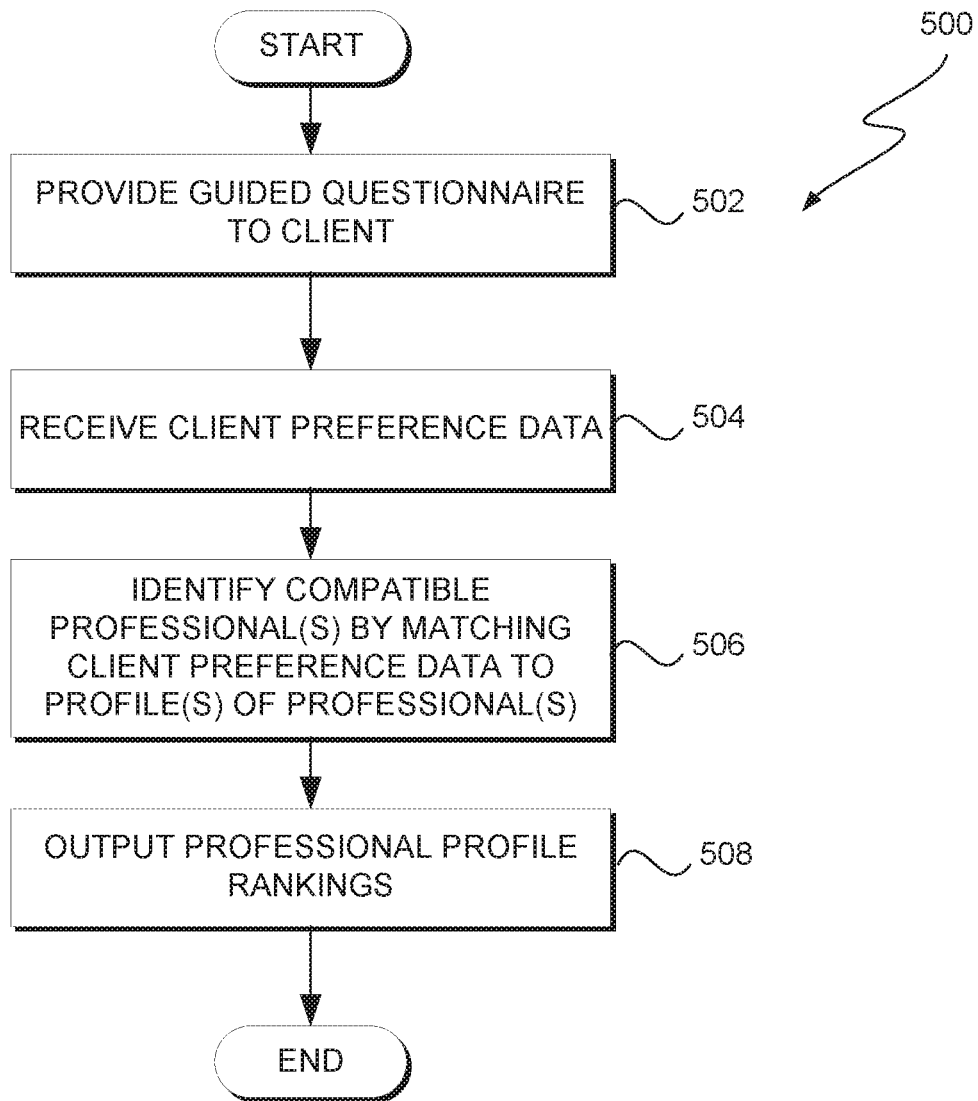 START
500
PROVIDE GUIDED QUESTIONNAIRE
TO CLIENT
502
RECEIVE CLIENT PREFERENCE DATA
504
IDENTIFY COMPATIBLE
PROFESSIONAL(S) BY MATCHING
CLIENT PREFERENCE DATA TO
PROFILE(S) OF PROFESSIONAL(S)
506
OUTPUT PROFESSIONAL PROFILE
RANKINGS
508
END